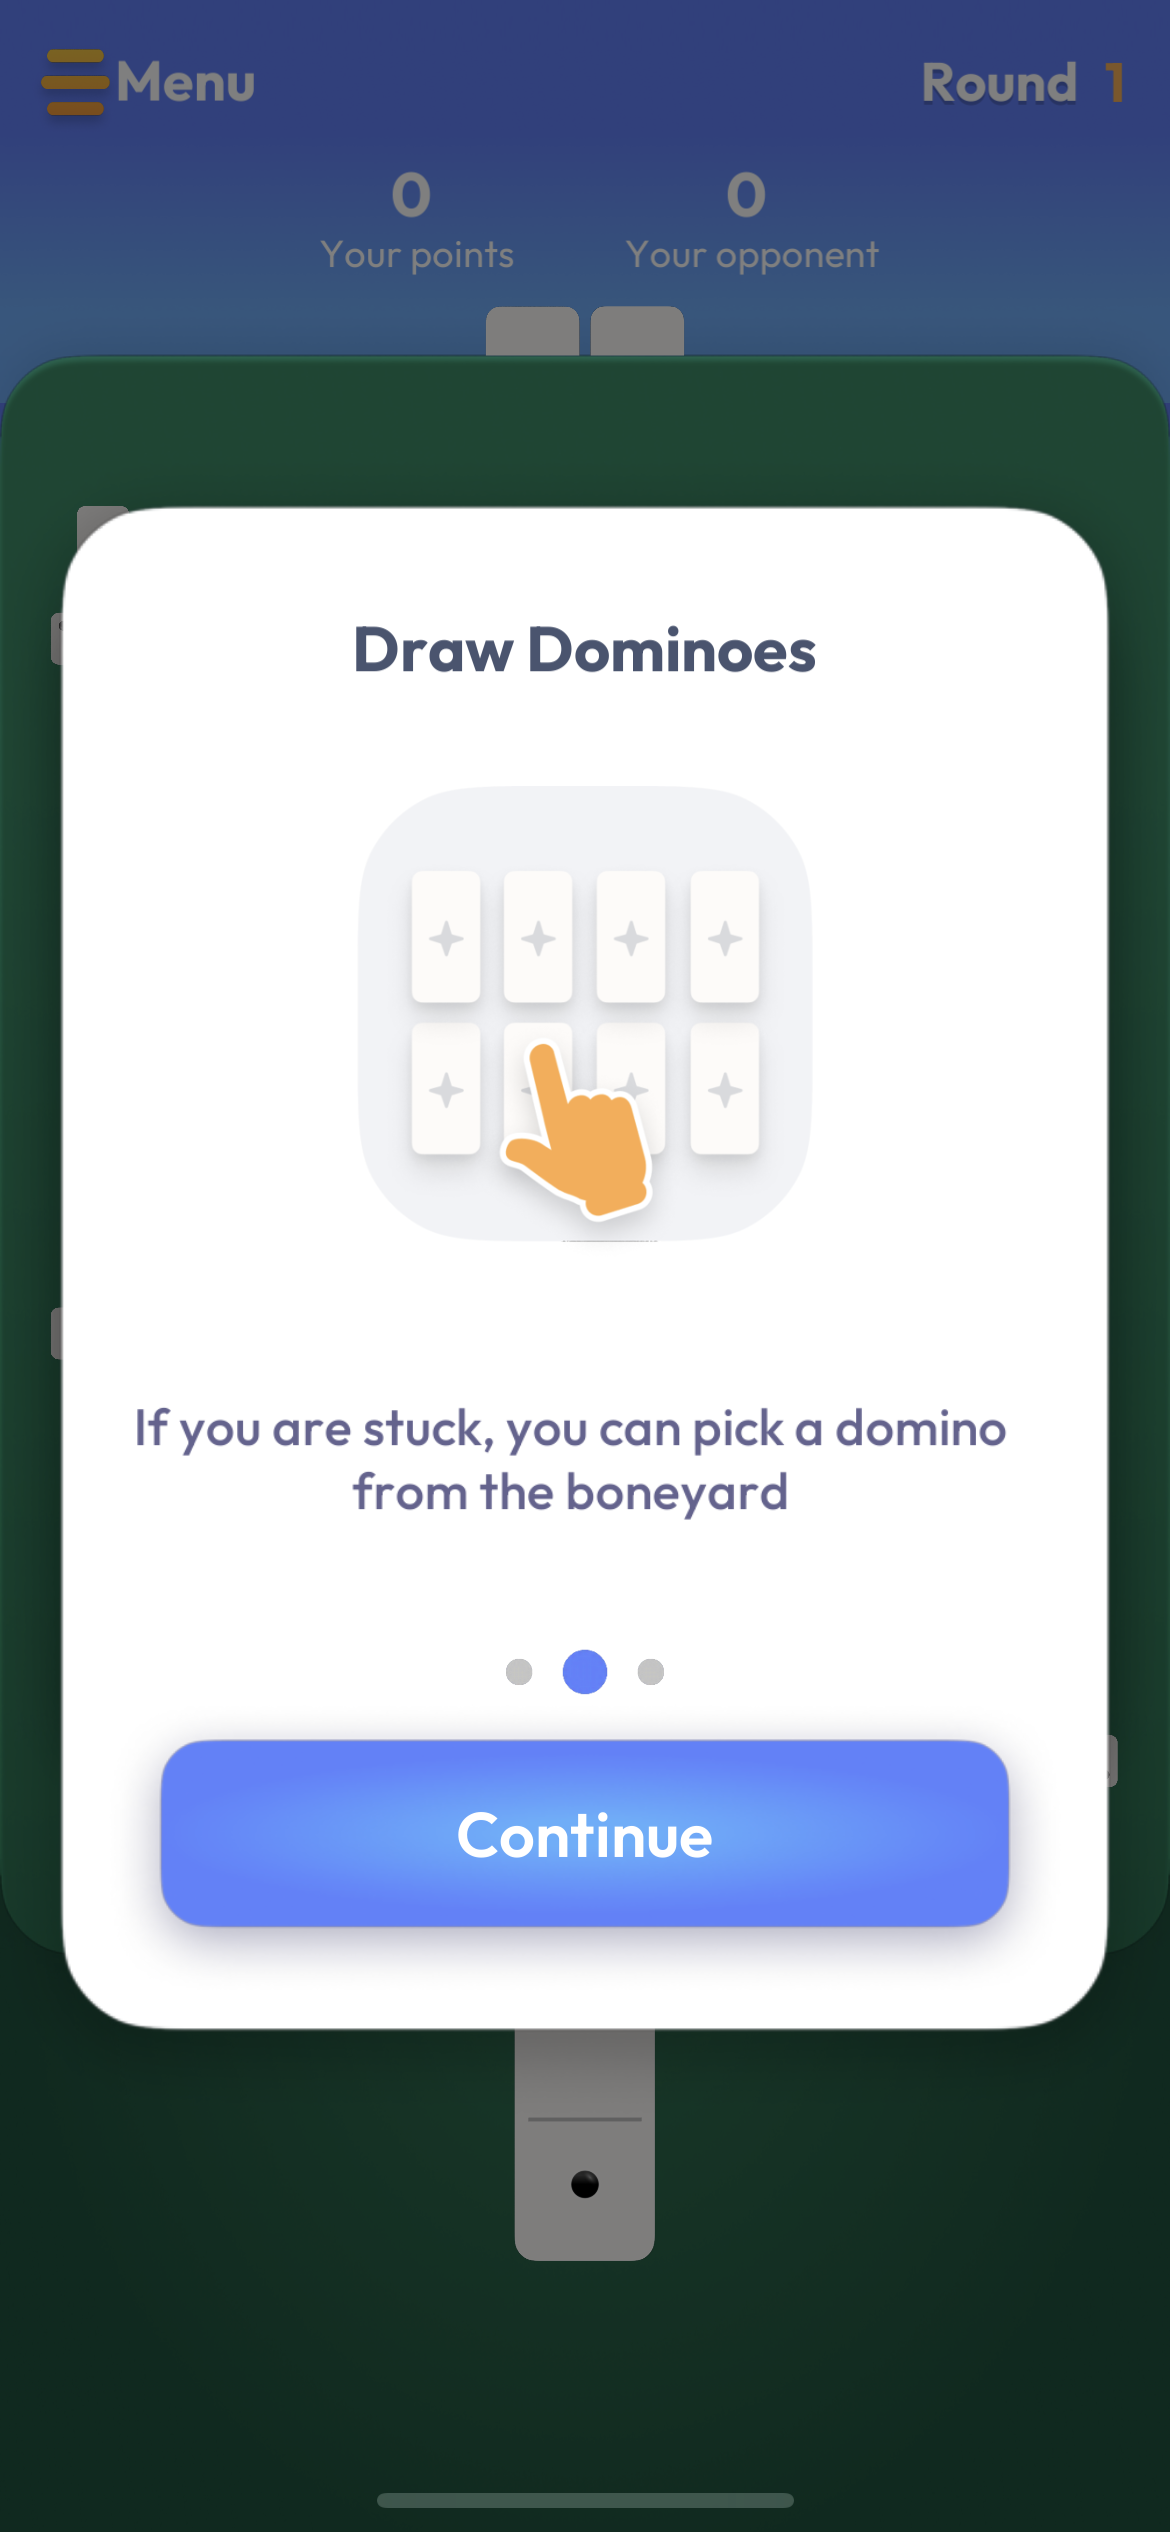 Menu
Round 1
0
0
Your points
Your opponent
Draw Dominoes
If you are stuck, you can pick a domino
from the boneyard
Continue